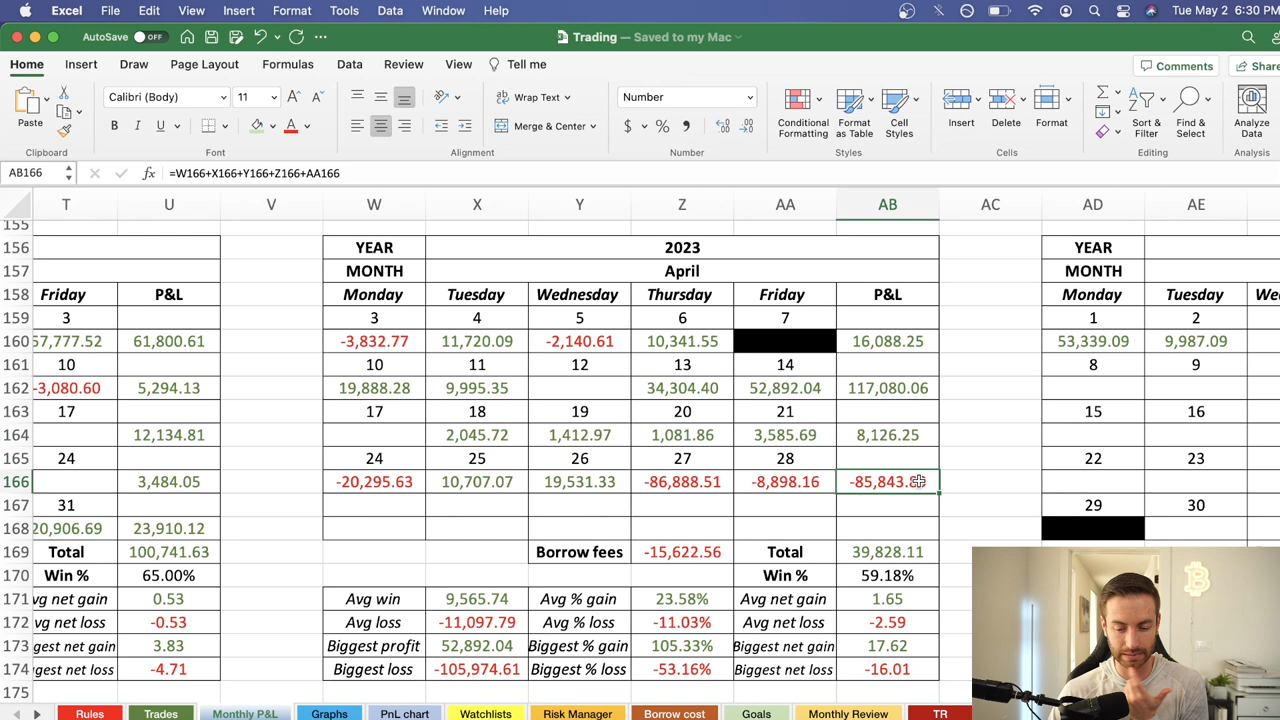 Excel File Edit View Insert Format Tools Data Window Help Tue May 2 6:30 PM
AutoSave OFF Trading — Saved to my Mac
Home Insert Draw Page Layout Formulas Data Review View Tell me Comments Share
Calibri (Body) 11 Wrap Text Number
Paste B I U Merge & Center $ % Conditional Formatting Format as Table Cell Styles Insert Delete Format Sort & Filter Find & Select Analyze Data
Clipboard Font Alignment Number Styles Cells Editing Analysis
AB166 fx =W166+X166+Y166+Z166+AA166
T U V W X Y Z AA AB AC AD AE
155
156 YEAR 2023 YEAR
157 MONTH April MONTH
158 Friday P&L Monday Tuesday Wednesday Thursday Friday P&L Monday Tuesday
159 3 3 4 5 6 7 1 2
160 57,777.52 61,800.61 -3,832.77 11,720.09 -2,140.61 10,341.55 16,088.25 53,339.09 9,987.09
161 10 10 11 12 13 14 8 9
162 -3,080.60 5,294.13 19,888.28 9,995.35 34,304.40 52,892.04 117,080.06
163 17 17 18 19 20 21 15 16
164 12,134.81 2,045.72 1,412.97 1,081.86 3,585.69 8,126.25
165 24 24 25 26 27 28 22 23
166 3,484.05 -20,295.63 10,707.07 19,531.33 -86,888.51 -8,898.16
167 31 29 30
168 20,906.69 23,910.12
169 Total 100,741.63 Borrow fees -15,622.56 Total 39,828.11
170 Win % 65.00% Win % 59.18%
171 avg net gain 0.53 Avg win 9,565.74 Avg % gain 23.58% Avg net gain 1.65
172 avg net loss -0.53 Avg loss -11,097.79 Avg % loss -11.03% Avg net loss -2.59
173 net gain 3.83 Biggest profit 52,892.04 Biggest % gain 105.33% Biggest net gain 17.62
174 net loss -4.71 Biggest loss -105,974.61 Biggest % loss -53.16% Biggest net loss -16.01
175
Rules Trades Monthly P&L Graphs PnL chart Watchlists Risk Manager Borrow cost Goals Monthly Review TR